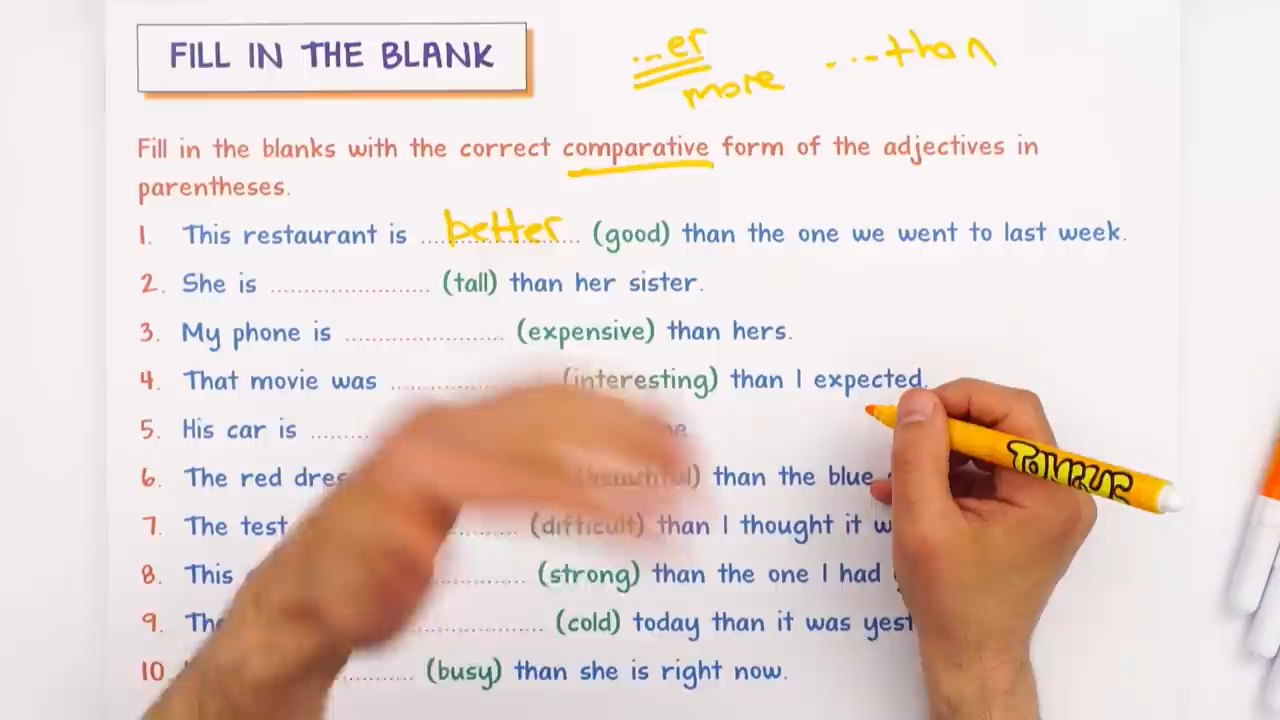 FILL IN THE BLANK
...er ...than
more
Fill in the blanks with the correct comparative form of the adjectives in
parentheses.
1. This restaurant is better (good) than the one we went to last week.
2. She is ........................ (tall) than her sister.
3. My phone is ........................ (expensive) than hers.
4. That movie was ............ (interesting) than I expected.
5. His car is ........
6. The red (beautiful) than the blue
7. The test ........ (difficult) than I thought it
8. This ........ (strong) than the one I had
9. ........ (cold) today than it was
10 ........ (busy) than she is right now.